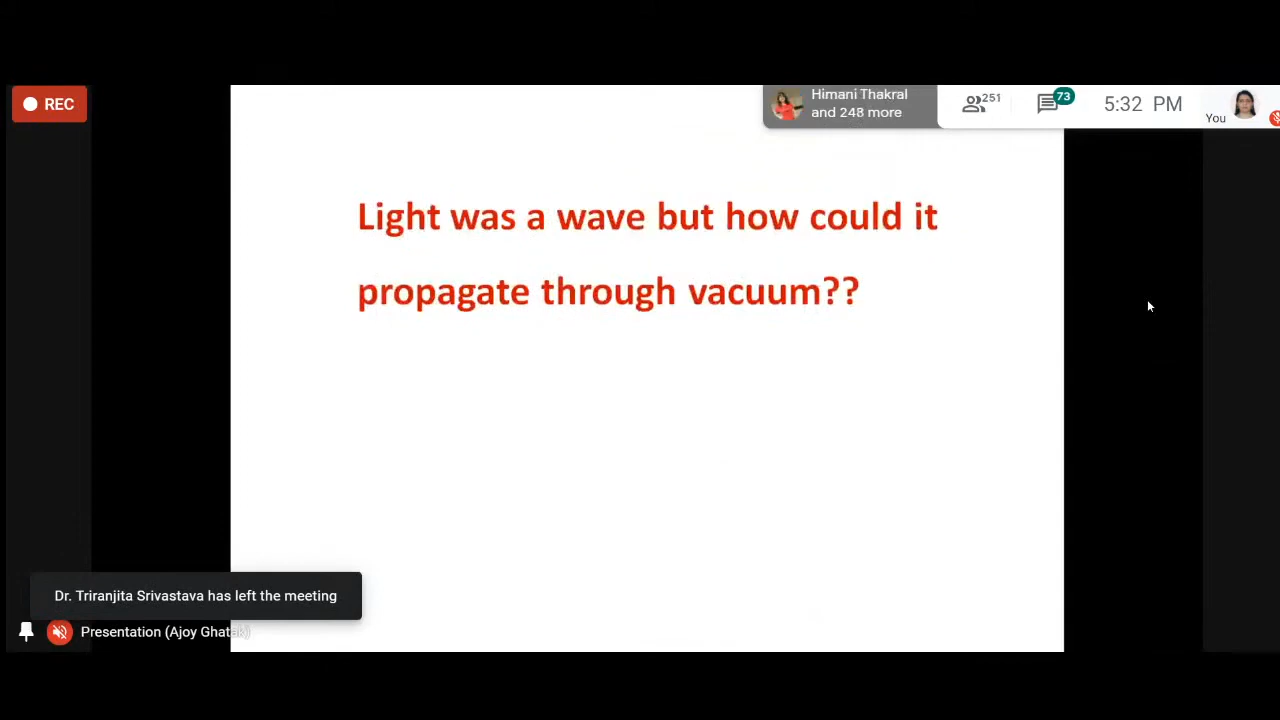 REC
Himani Thakral
and 248 more
251
73
5:32 PM
You
Light was a wave but how could it
propagate through vacuum??
Dr. Triranjita Srivastava has left the meeting
Presentation (Ajoy Ghatak)